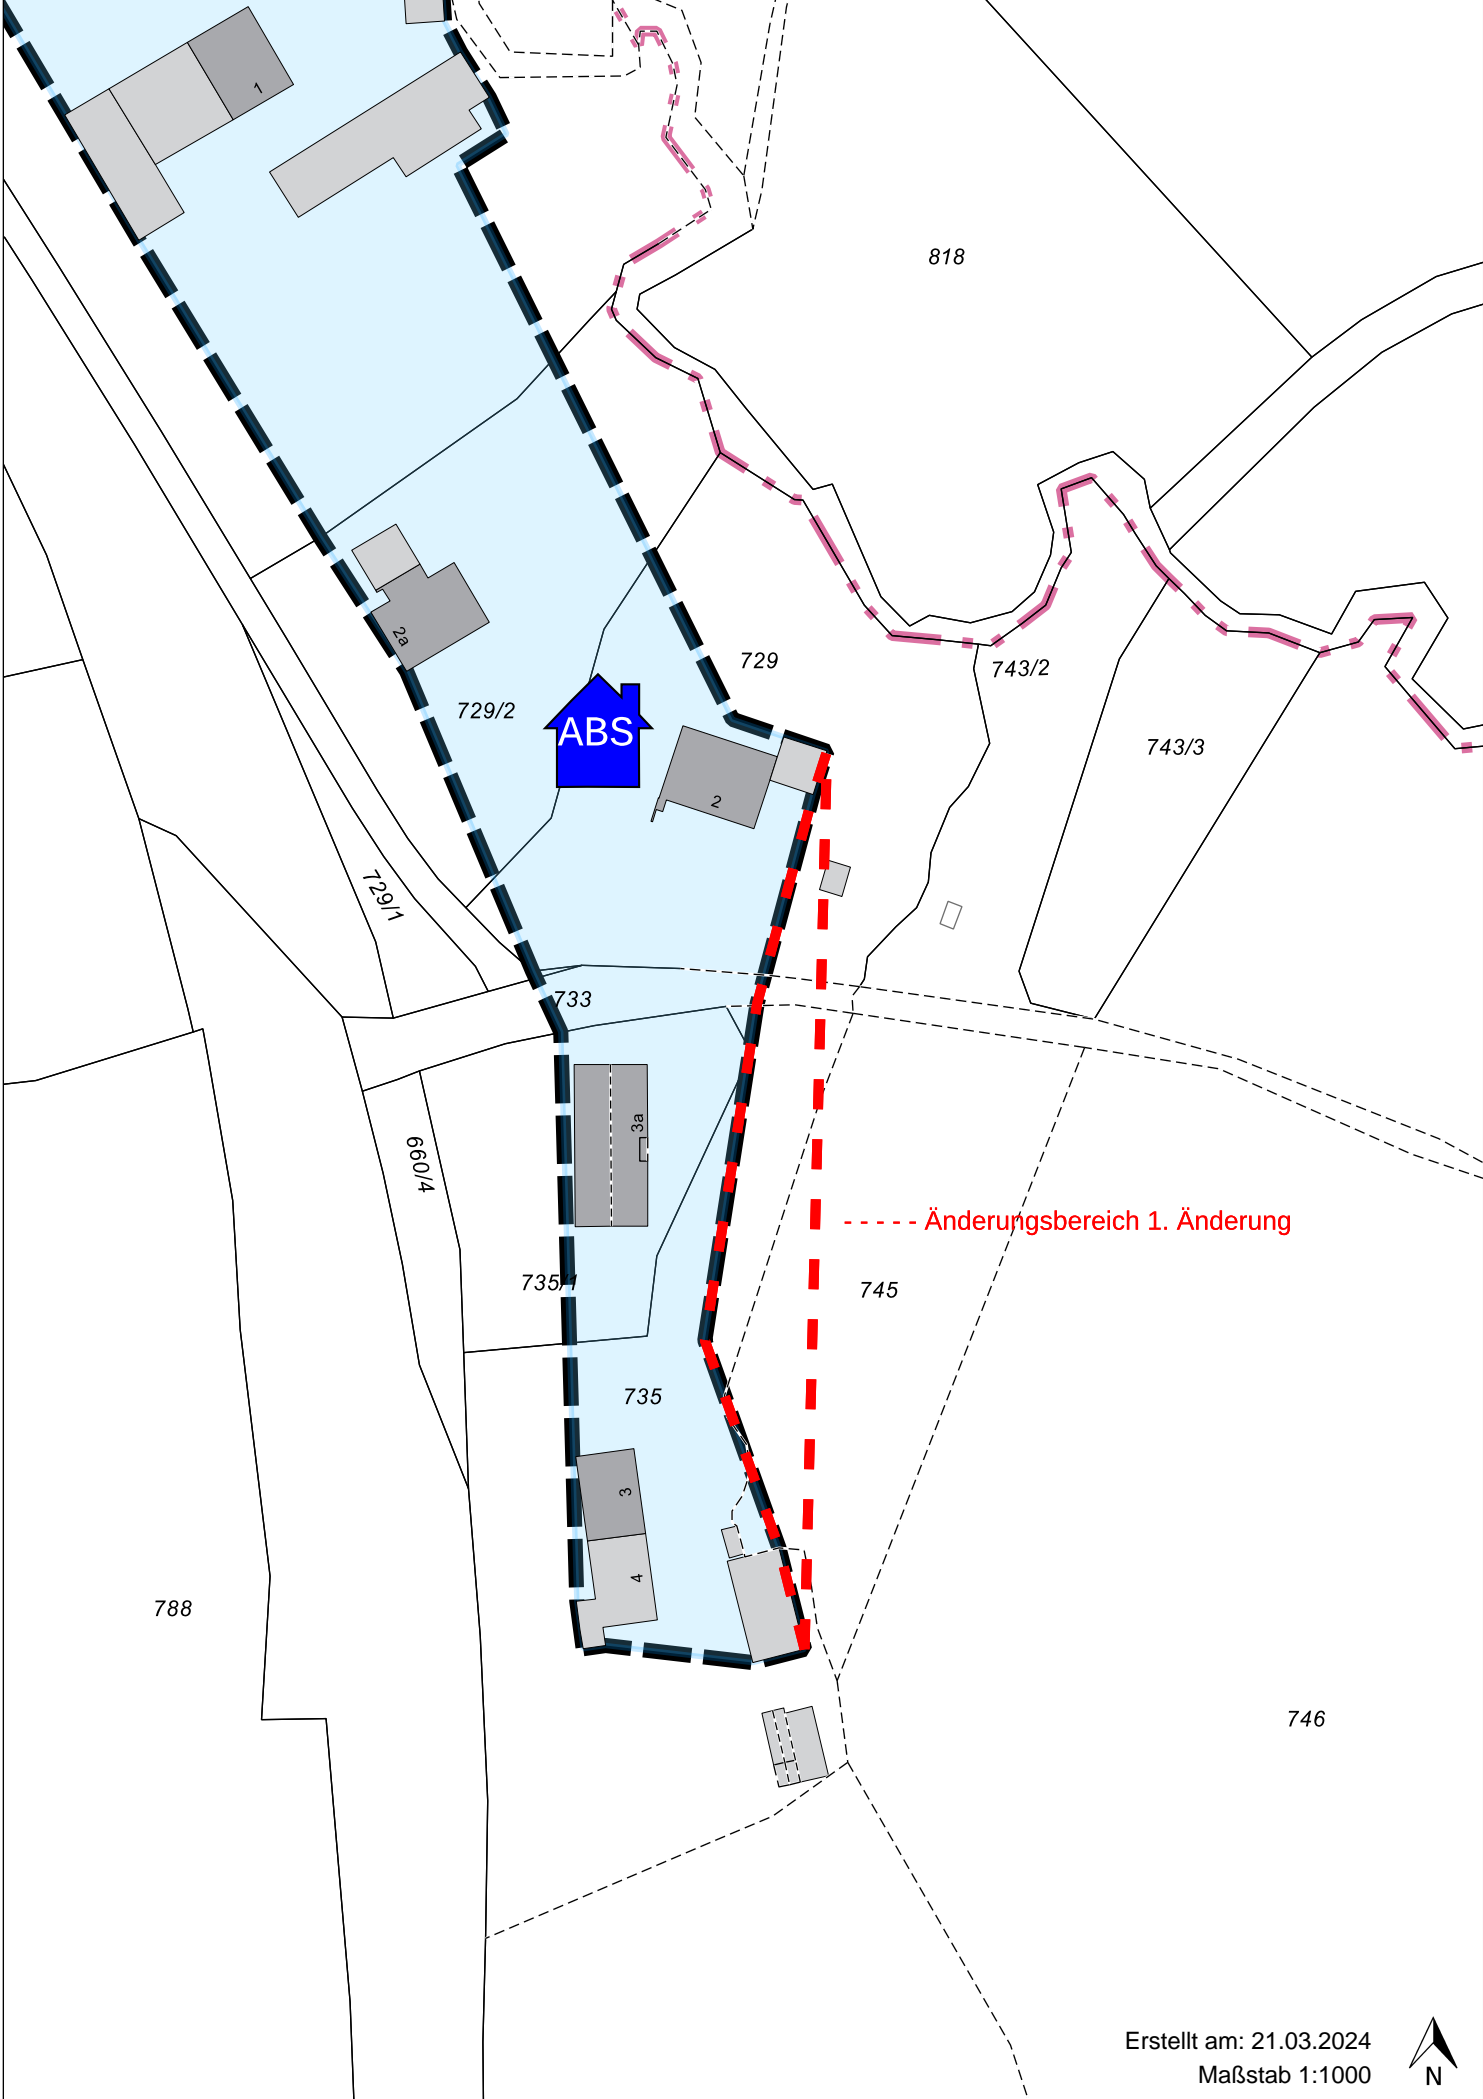 1
818
2a
729
743/2
729/2
ABS
743/3
2
729/1
733
3a
660/4
Änderungsbereich 1. Änderung
735/1
745
735
3
4
788
746
Erstellt am: 21.03.2024
Maßstab 1:1000
N